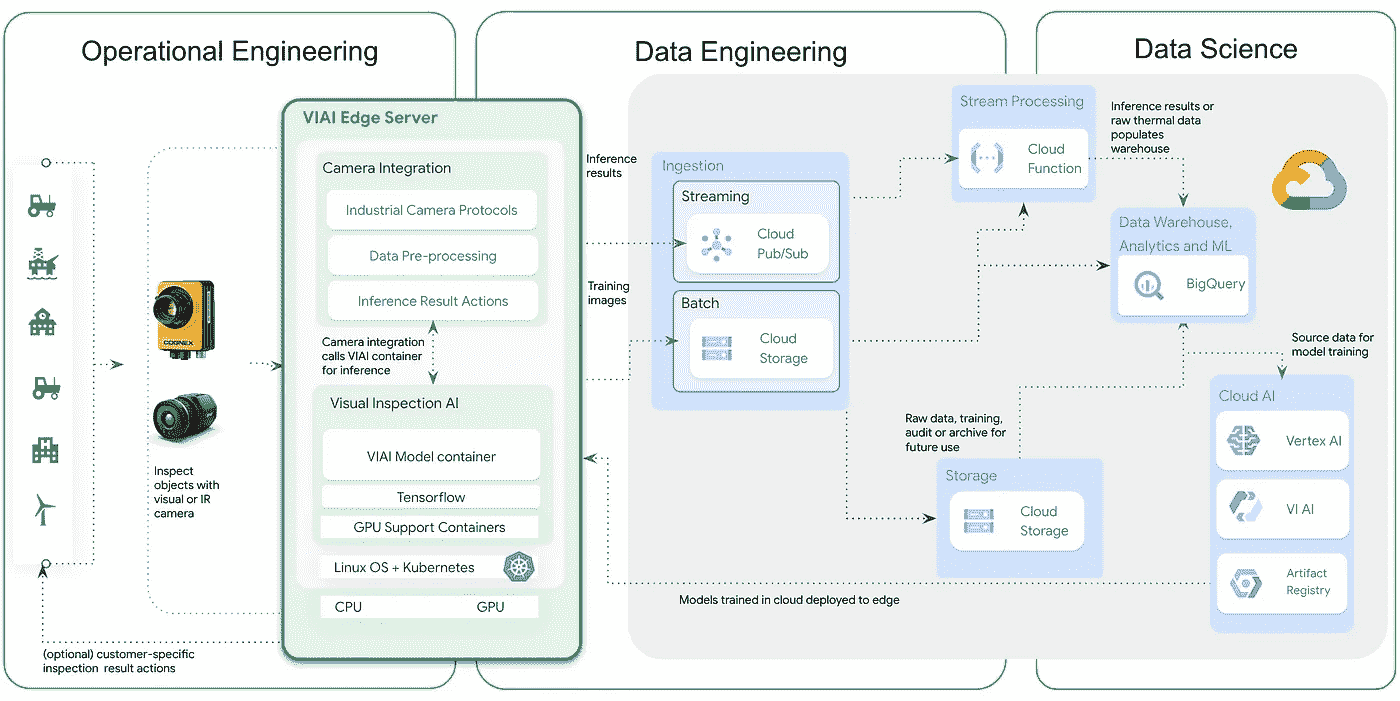 Operational Engineering
Data Engineering
Data Science
VIAI Edge Server
Camera Integration
Industrial Camera Protocols
Data Pre-processing
Inference Result Actions
Camera integration
calls VIAI container
for inference
Visual Inspection AI
VIAI Model container
Tensorflow
GPU Support Containers
Linux OS + Kubernetes
CPU
GPU
COGNEX
Inspect
objects with
visual or IR
camera
(optional) customer-specific
inspection result actions
Inference
results
Training
images
Ingestion
Streaming
Cloud
Pub/Sub
Batch
Cloud
Storage
Stream Processing
Cloud
Function
Inference results or
raw thermal data
populates
warehouse
Data Warehouse,
Analytics and ML
BigQuery
Raw data, training,
audit or archive for
future use
Storage
Cloud
Storage
Source data for
model training
Cloud AI
Vertex AI
VI AI
Artifact
Registry
Models trained in cloud deployed to edge